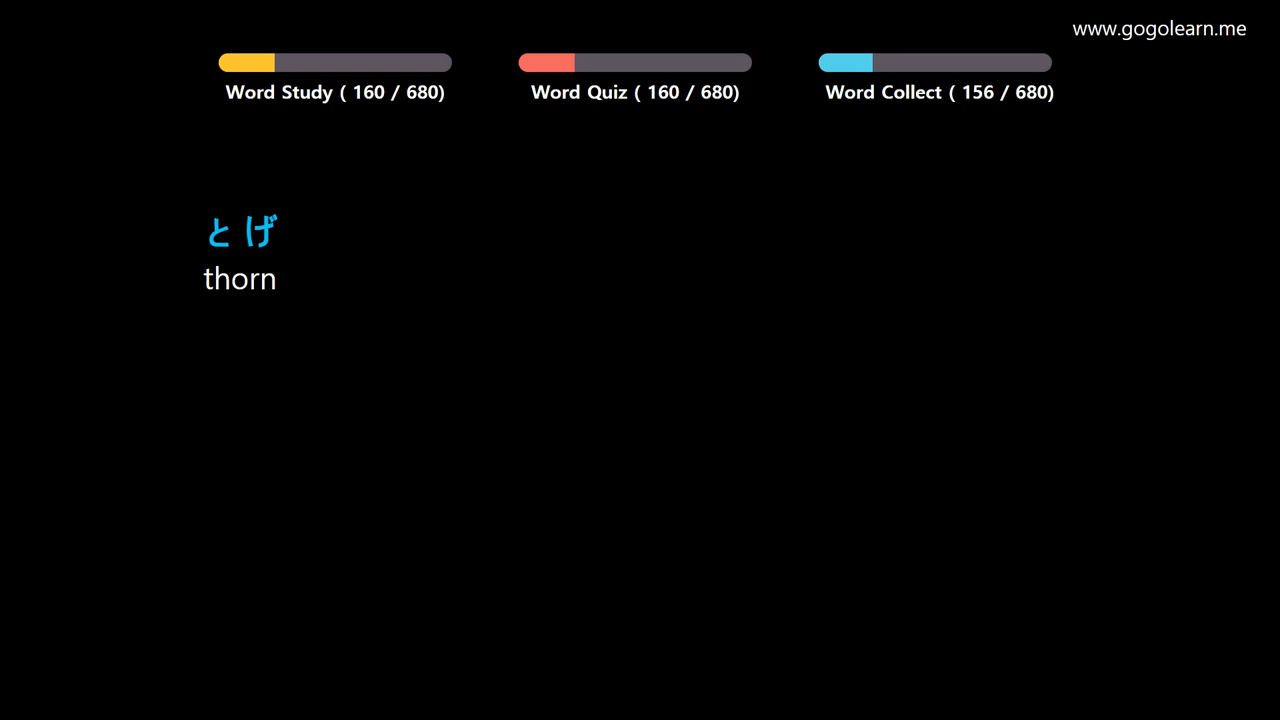 www.gogolearn.me
Word Study ( 160 / 680)
Word Quiz ( 160 / 680)
Word Collect ( 156 / 680)
とげ
thorn